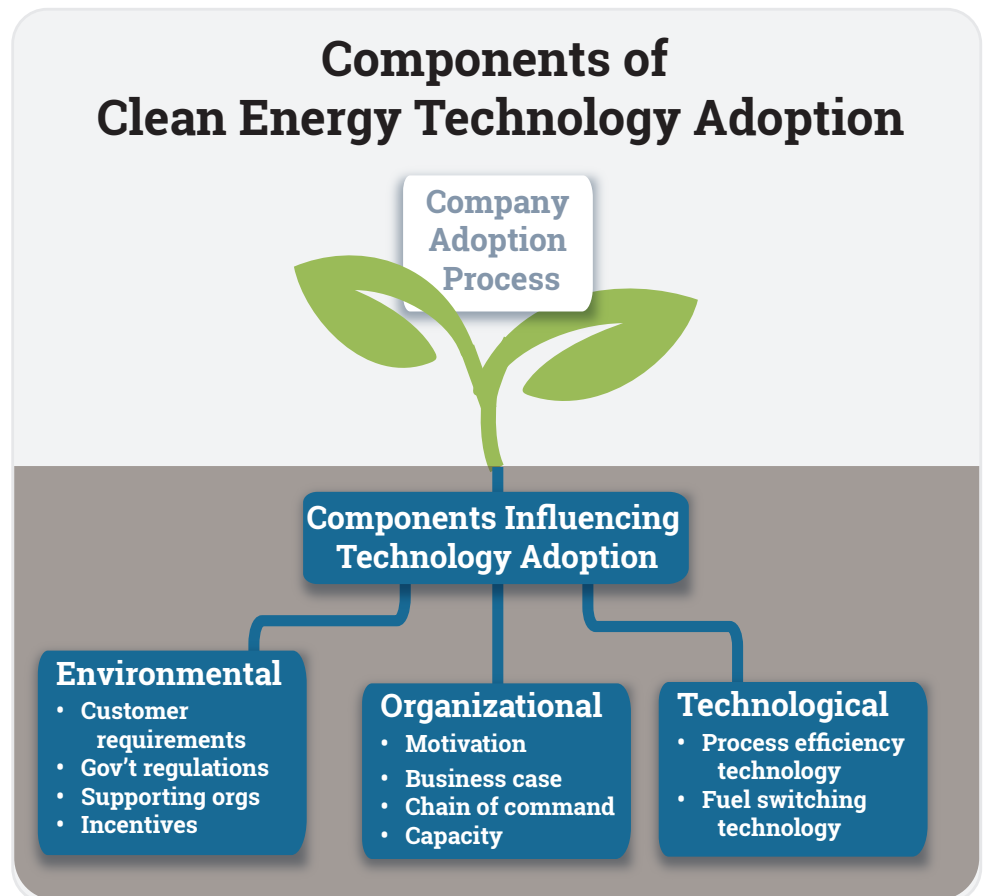 Components of
Clean Energy Technology Adoption
Company
Adoption
Process
Components Influencing
Technology Adoption
Environmental
• Customer
requirements
• Gov't regulations
• Supporting orgs
• Incentives
Organizational
• Motivation
• Business case
• Chain of command
• Capacity
Technological
• Process efficiency
technology
• Fuel switching
technology